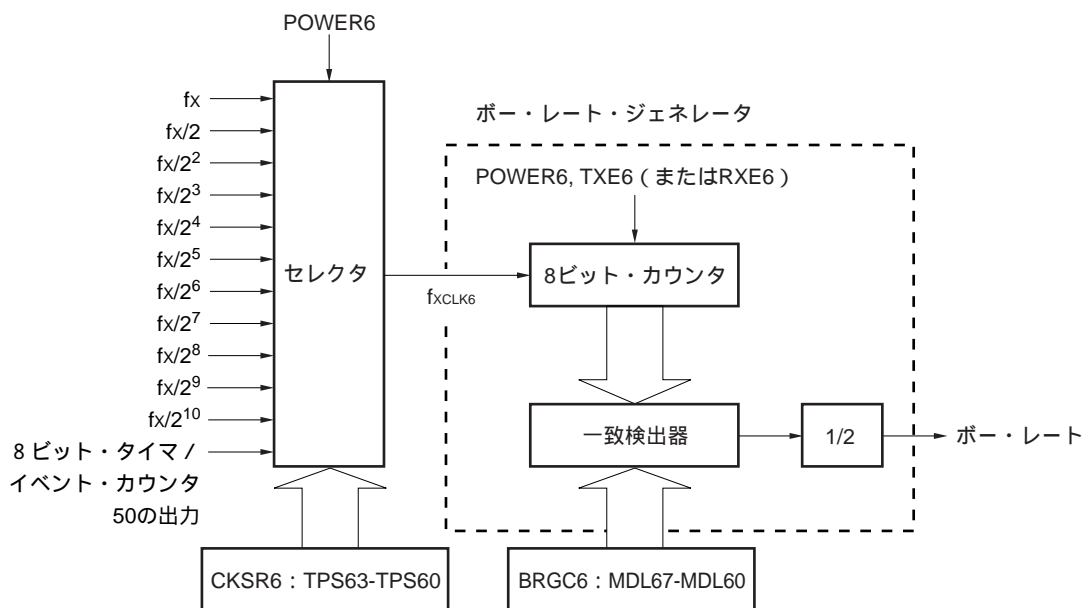 POWER6
fX
fX/2
fX/2²
fX/2³
fX/2⁴
fX/2⁵
fX/2⁶
fX/2⁷
fX/2⁸
fX/2⁹
fX/2¹⁰
8 ビット・タイマ /
イベント・カウンタ
50の出力
セレクタ
CKSR6：TPS63-TPS60
fXCLK6
ボー・レート・ジェネレータ
POWER6, TXE6（またはRXE6）
8ビット・カウンタ
一致検出器
1/2
ボー・レート
BRGC6：MDL67-MDL60